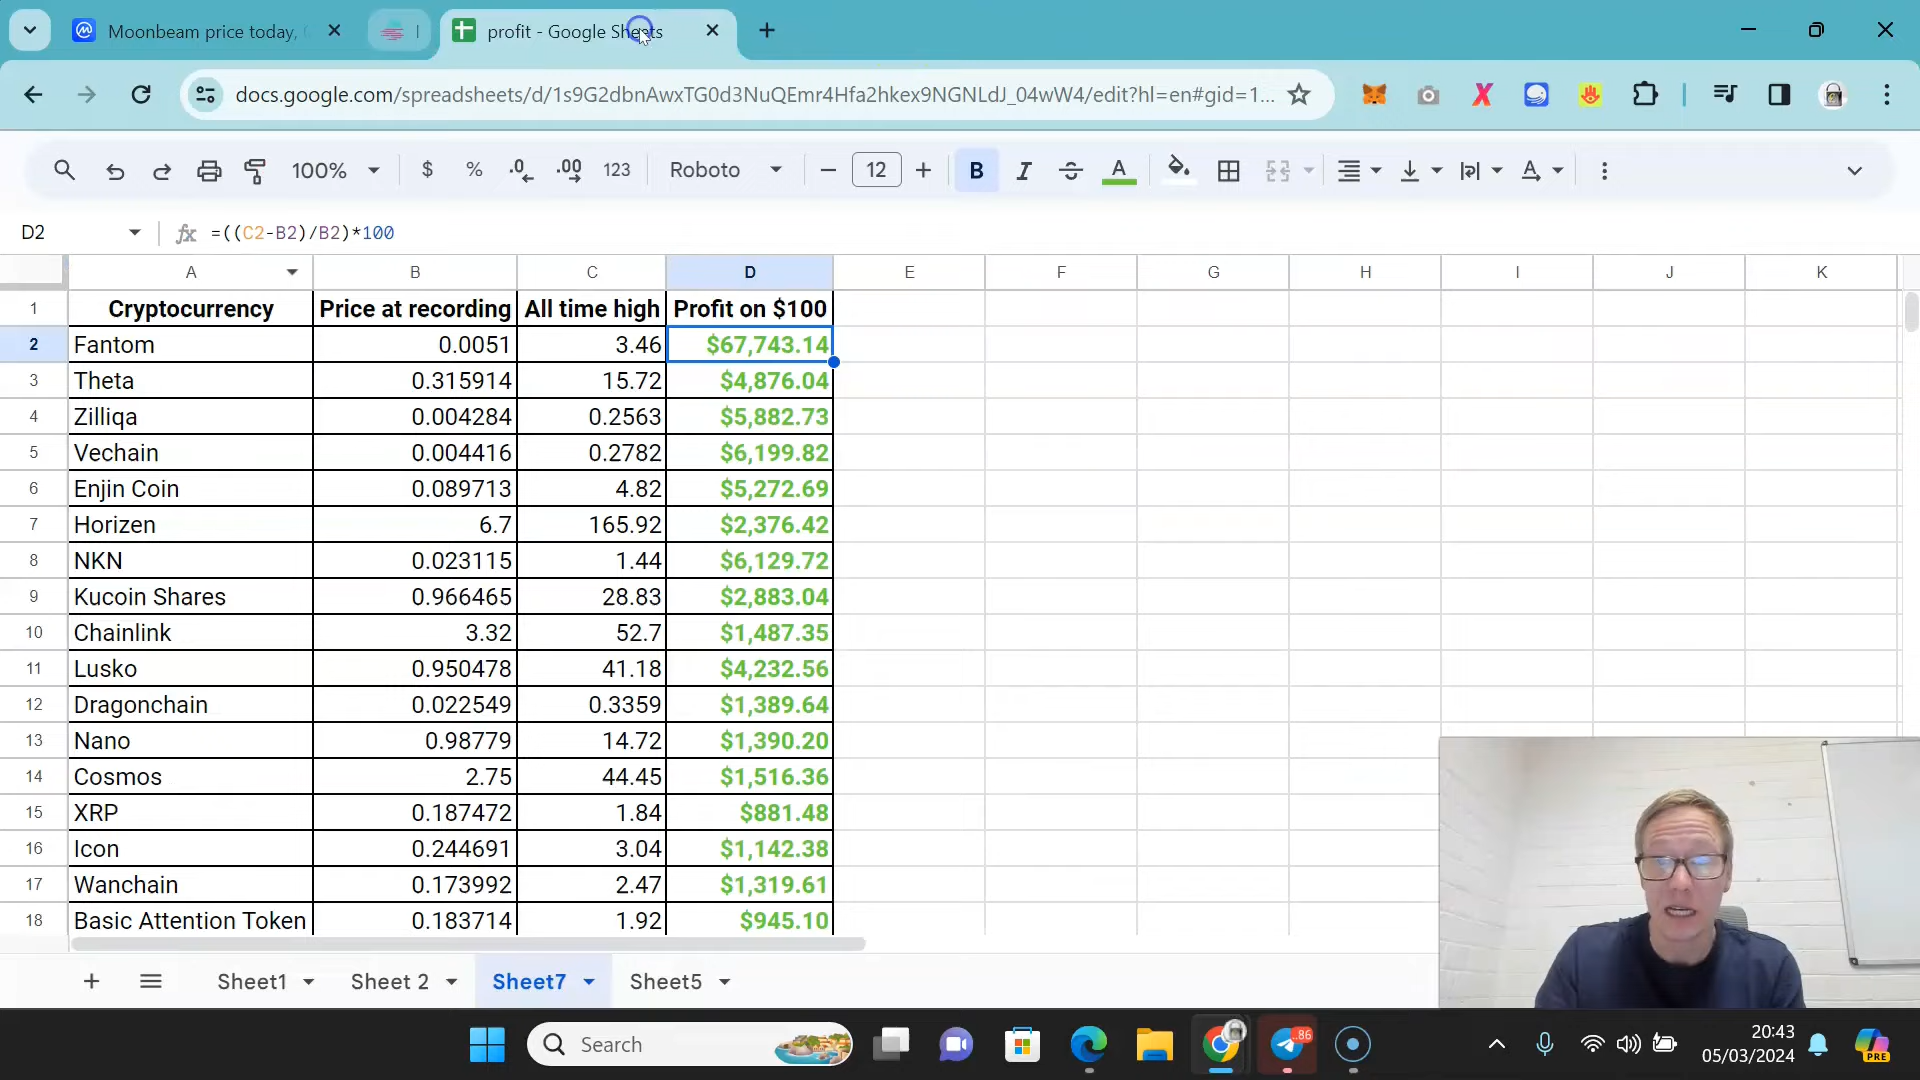 Moonbeam price today,
profit - Google Sheets
docs.google.com/spreadsheets/d/1s9G2dbnAwxTG0d3NuQEmr4Hfa2hkex9NGNLdJ_04wW4/edit?hl=en#gid=1...
100% $ % .0 .00 123 Roboto 12 B I A
D2 fx =((C2-B2)/B2)*100
A B C D E F G H I J K
1 Cryptocurrency Price at recording All time high Profit on $100
2 Fantom 0.0051 3.46 $67,743.14
3 Theta 0.315914 15.72 $4,876.04
4 Zilliqa 0.004284 0.2563 $5,882.73
5 Vechain 0.004416 0.2782 $6,199.82
6 Enjin Coin 0.089713 4.82 $5,272.69
7 Horizen 6.7 165.92 $2,376.42
8 NKN 0.023115 1.44 $6,129.72
9 Kucoin Shares 0.966465 28.83 $2,883.04
10 Chainlink 3.32 52.7 $1,487.35
11 Lusko 0.950478 41.18 $4,232.56
12 Dragonchain 0.022549 0.3359 $1,389.64
13 Nano 0.98779 14.72 $1,390.20
14 Cosmos 2.75 44.45 $1,516.36
15 XRP 0.187472 1.84 $881.48
16 Icon 0.244691 3.04 $1,142.38
17 Wanchain 0.173992 2.47 $1,319.61
18 Basic Attention Token 0.183714 1.92 $945.10
Sheet1 Sheet 2 Sheet7 Sheet5
Search
..86
20:43
05/03/2024
PRE